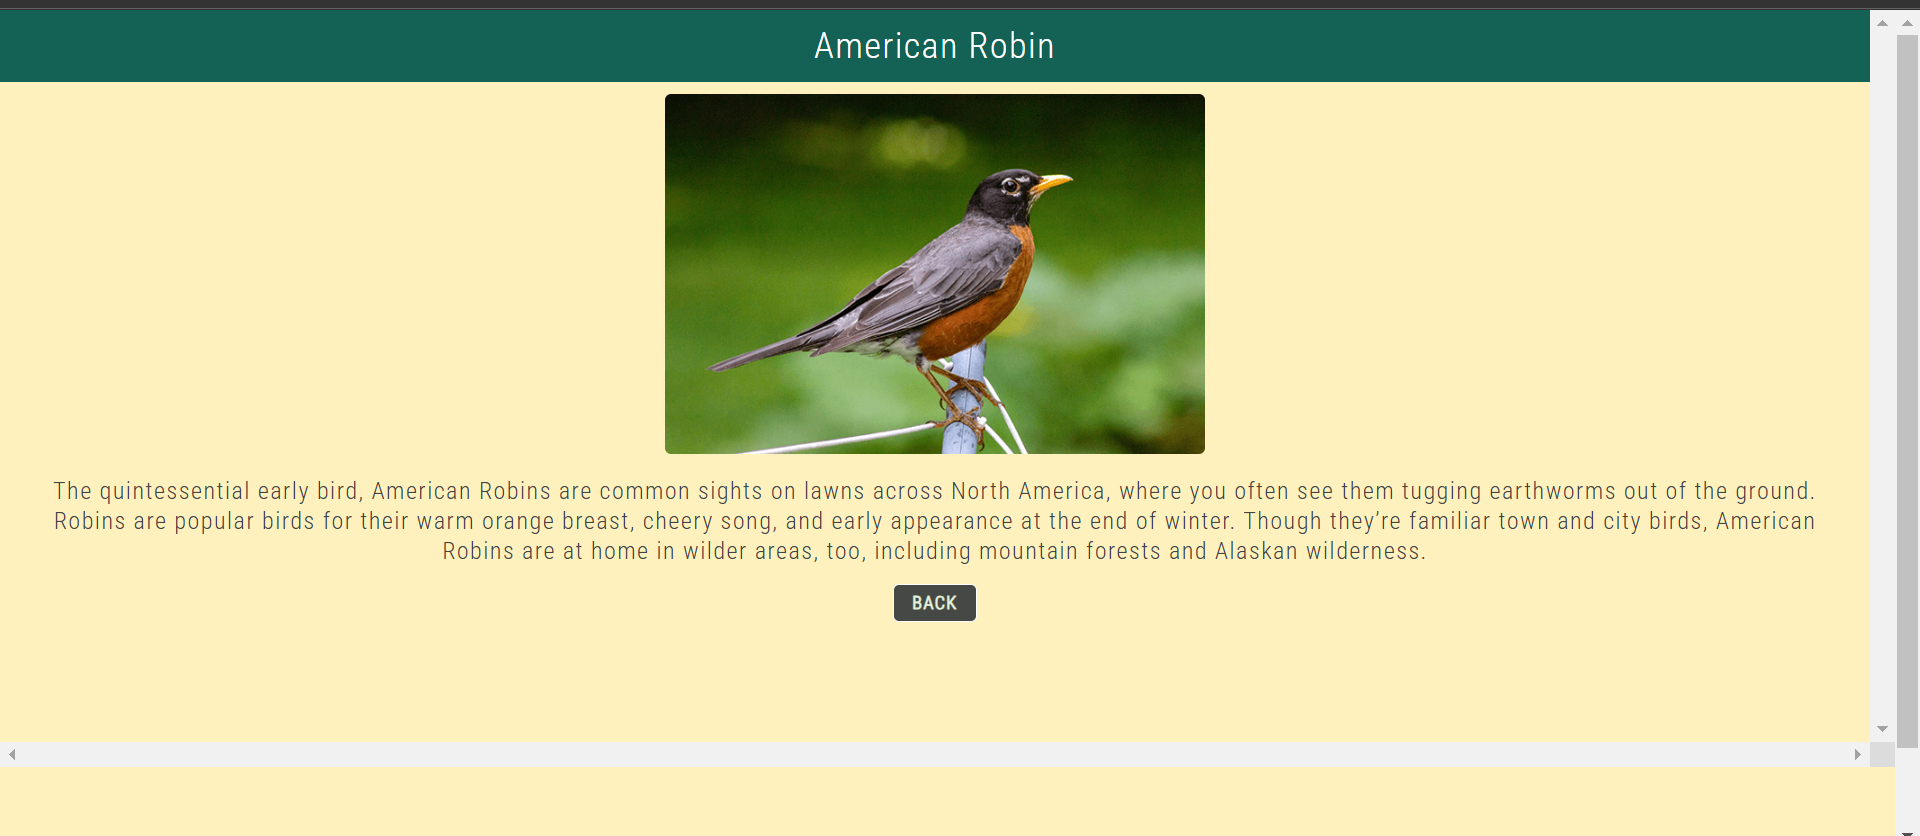 American Robin
The quintessential early bird, American Robins are common sights on lawns across North America, where you often see them tugging earthworms out of the ground.
Robins are popular birds for their warm orange breast, cheery song, and early appearance at the end of winter. Though they’re familiar town and city birds, American
Robins are at home in wilder areas, too, including mountain forests and Alaskan wilderness.
BACK